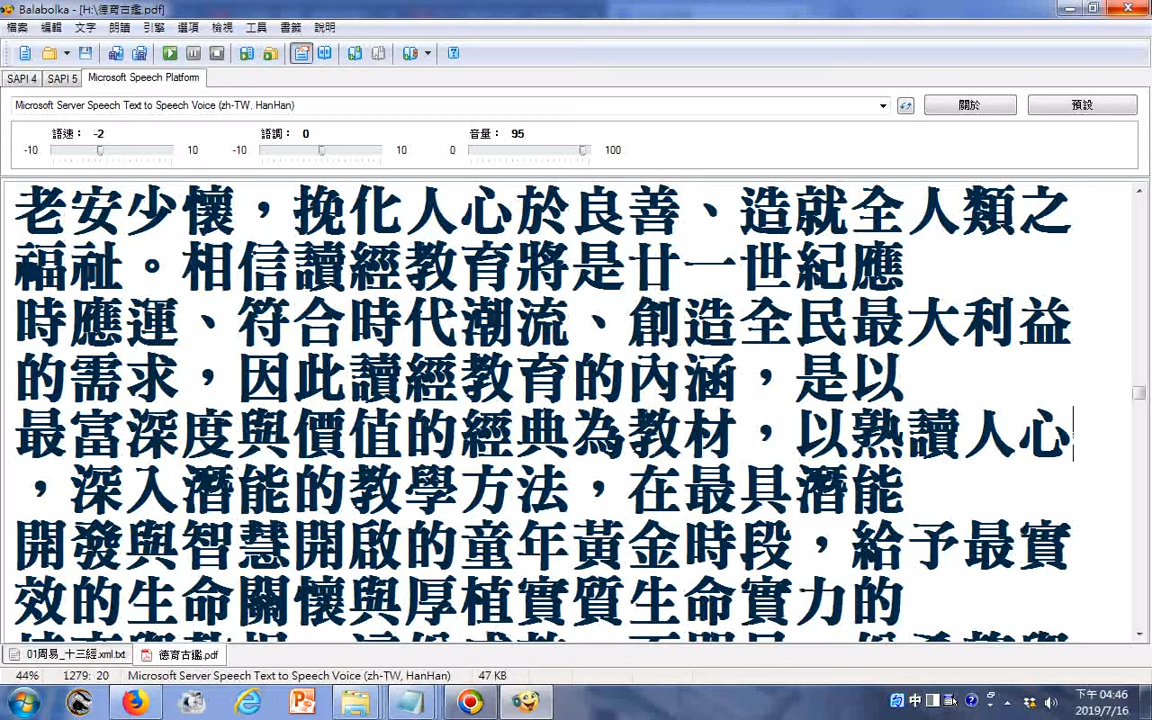 Balabolka - [H:\德育古鑑.pdf]
檔案 編輯 文字 朗讀 引擎 選項 檢視 工具 書籤 說明
SAPI 4 SAPI 5 Microsoft Speech Platform
Microsoft Server Speech Text to Speech Voice (zh-TW, HanHan) 關於 預設
語速： -2 語調： 0 音量： 95
-10 10 -10 10 0 100
老安少懷，挽化人心於良善、造就全人類之
福祉。相信讀經教育將是廿一世紀應
時應運、符合時代潮流、創造全民最大利益
的需求，因此讀經教育的內涵，是以
最富深度與價值的經典為教材，以熟讀人心
，深入潛能的教學方法，在最具潛能
開發與智慧開啟的童年黃金時段，給予最實
效的生命關懷與厚植實質生命實力的
01周易_十三經.xml.txt 德育古鑑.pdf
44% 1279: 20 Microsoft Server Speech Text to Speech Voice (zh-TW, HanHan) 47 KB
中 下午 04:46
2019/7/16